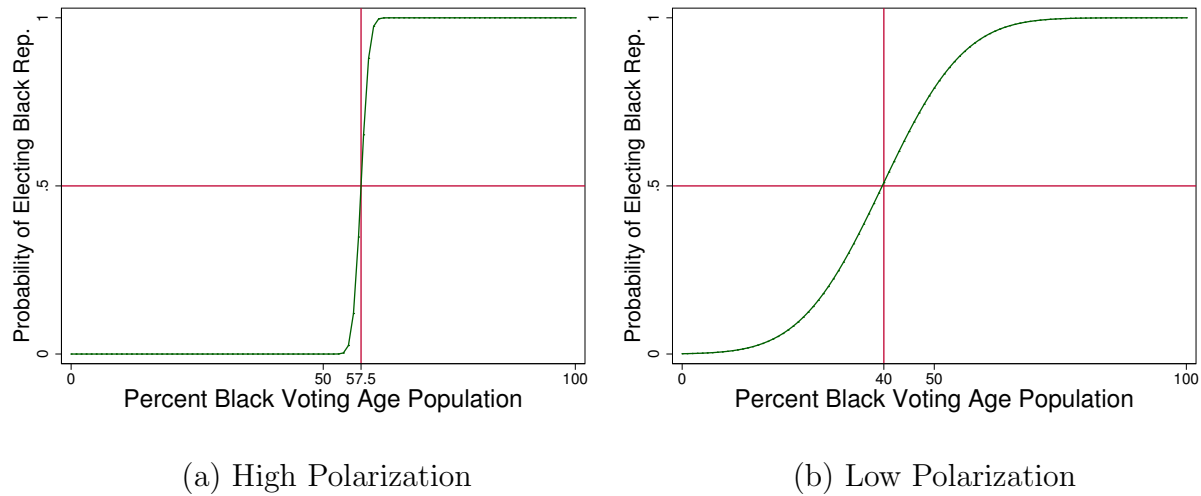 Probability of Electing Black Rep.
1
.5
0
0
50
57.5
100
Percent Black Voting Age Population
(a) High Polarization
Probability of Electing Black Rep.
1
.5
0
0
40
50
100
Percent Black Voting Age Population
(b) Low Polarization